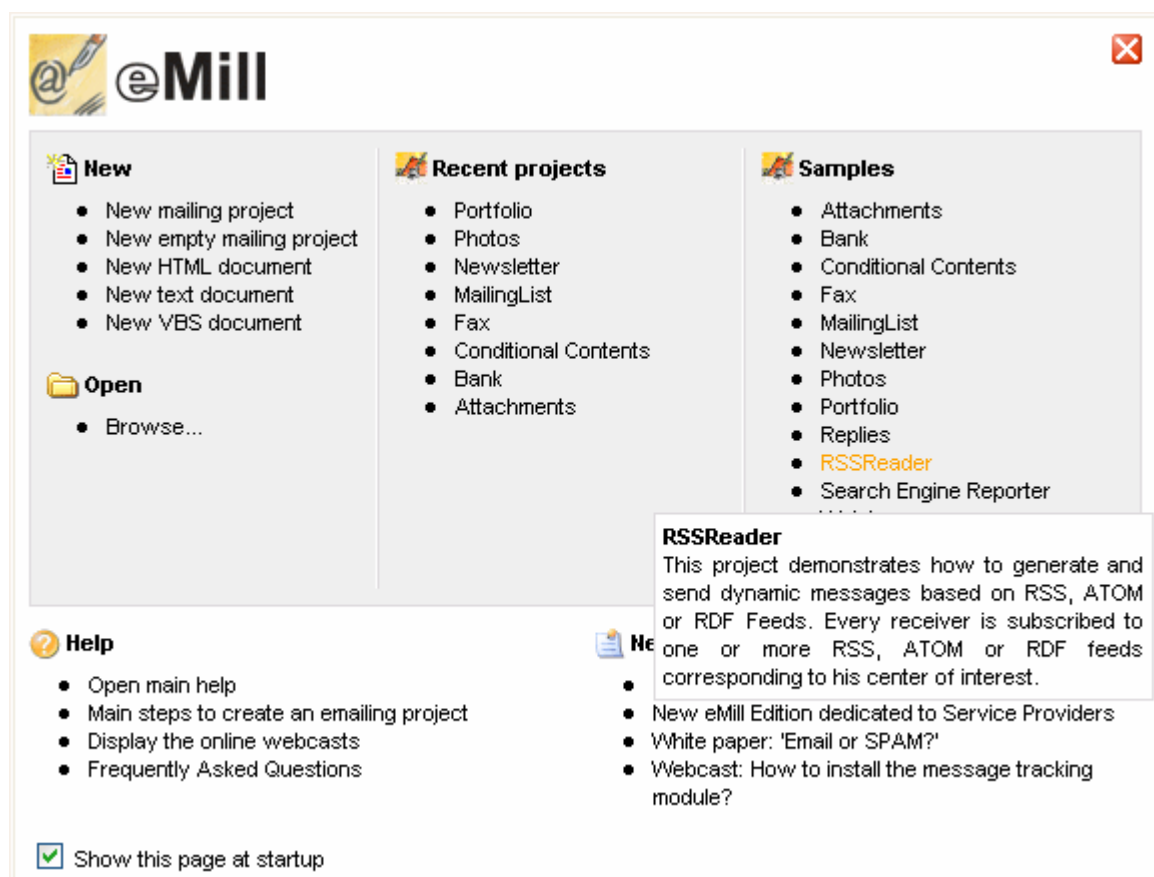 @ eMill
New
New mailing project
New empty mailing project
New HTML document
New text document
New VBS document
Open
Browse...
Recent projects
Portfolio
Photos
Newsletter
MailingList
Fax
Conditional Contents
Bank
Attachments
Samples
Attachments
Bank
Conditional Contents
Fax
MailingList
Newsletter
Photos
Portfolio
Replies
RSSReader
Search Engine Reporter
RSSReader
This project demonstrates how to generate and
send dynamic messages based on RSS, ATOM
or RDF Feeds. Every receiver is subscribed to
one or more RSS, ATOM or RDF feeds
corresponding to his center of interest.
Help
Open main help
Main steps to create an emailing project
Display the online webcasts
Frequently Asked Questions
Ne
New eMill Edition dedicated to Service Providers
White paper: 'Email or SPAM?'
Webcast: How to install the message tracking
module?
Show this page at startup